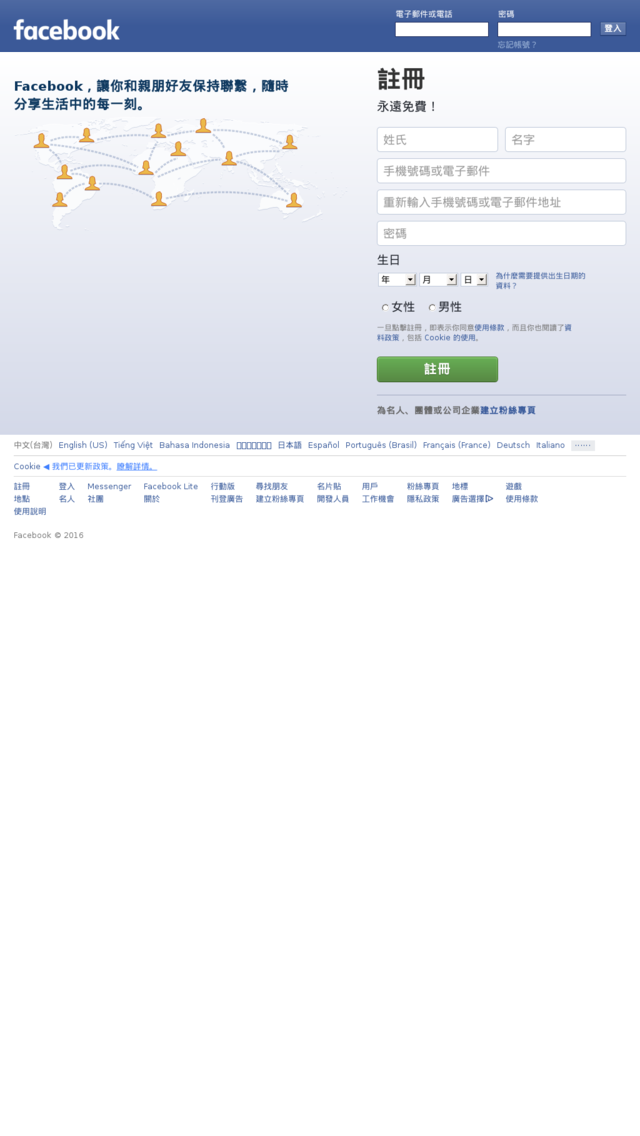 facebook
電子郵件或電話
密碼
登入
忘記帳號？
Facebook，讓你和親朋好友保持聯繫，隨時
分享生活中的每一刻。
註冊
永遠免費！
姓氏
名字
手機號碼或電子郵件
重新輸入手機號碼或電子郵件地址
密碼
生日
年 月 日
為什麼需要提供出生日期的
資料？
女性 男性
一旦點擊註冊，即表示你同意使用條款，而且你也閱讀了資
料政策，包括 Cookie 的使用。
註冊
為名人、團體或公司企業建立粉絲專頁
中文(台灣) English (US) Tiếng Việt Bahasa Indonesia 日本語 Español Português (Brasil) Français (France) Deutsch Italiano ……
Cookie ◀ 我們已更新政策。瞭解詳情。
註冊 登入 Messenger Facebook Lite 行動版 尋找朋友 名片貼 用戶 粉絲專頁 地標 遊戲
地點 名人 社團 關於 刊登廣告 建立粉絲專頁 開發人員 工作機會 隱私政策 廣告選擇 使用條款
使用說明
Facebook © 2016